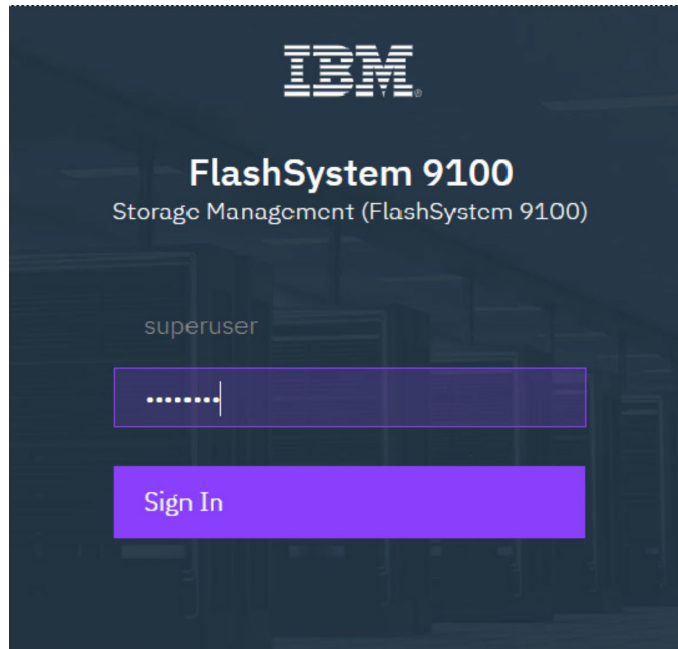 IBM®
FlashSystem 9100
Storage Management (FlashSystem 9100)
superuser
••••••••
Sign In